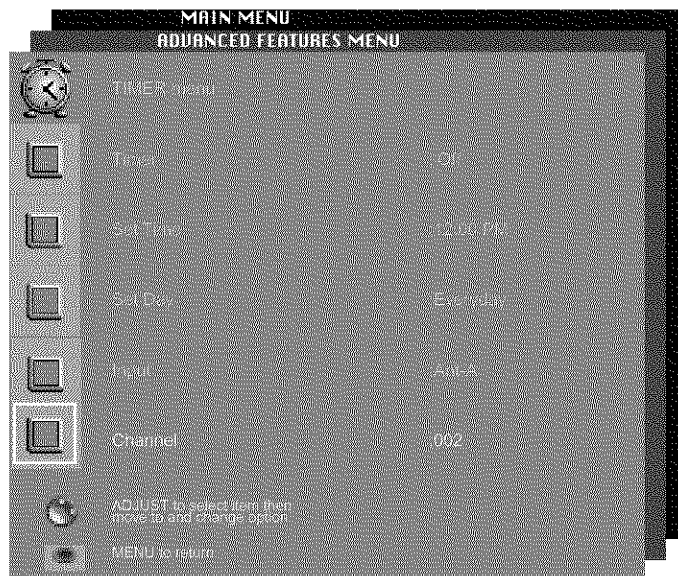 MAIN MENU
ADVANCED FEATURES MENU
TIMER menu
Timer Off
Set Time 12:00 PM
Set Day Everyday
Input Ant-A
Channel 002
ADJUST to select item then
move to and change option
MENU to return